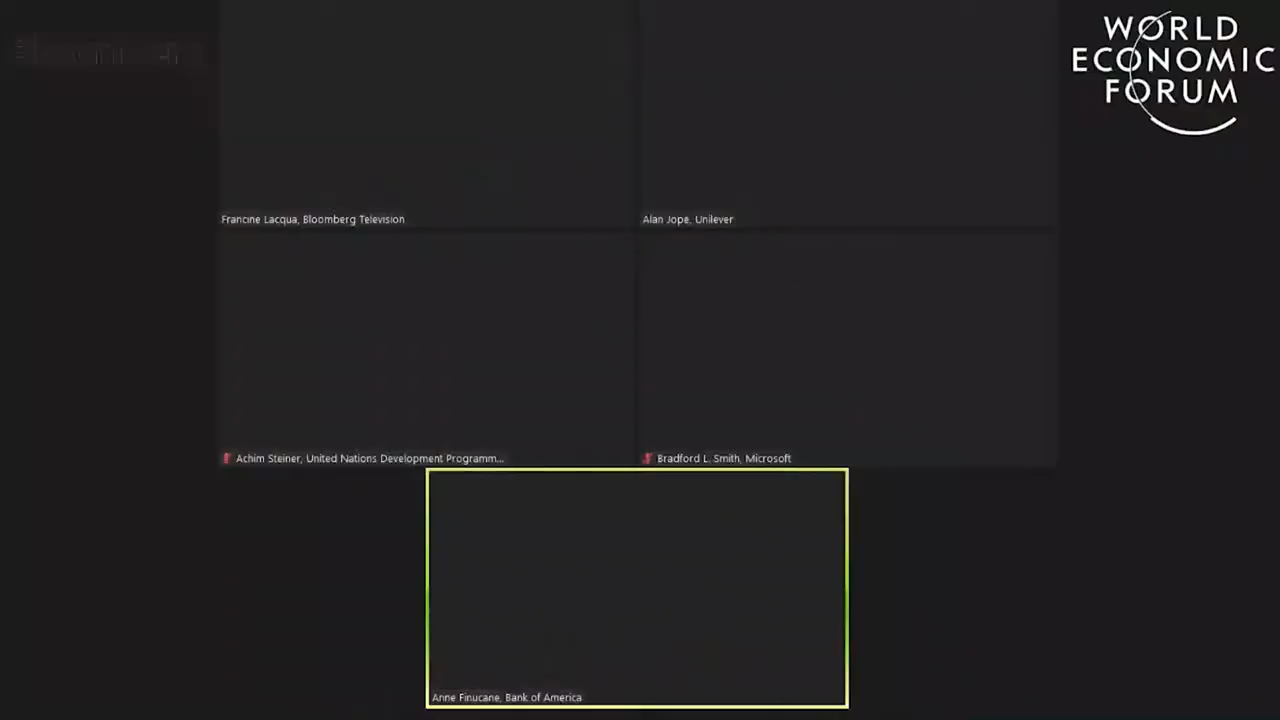 WORLD
ECONOMIC
FORUM
Francine Lacqua, Bloomberg Television
Alan Jope, Unilever
Achim Steiner, United Nations Development Programm...
Bradford L. Smith, Microsoft
Anne Finucane, Bank of America